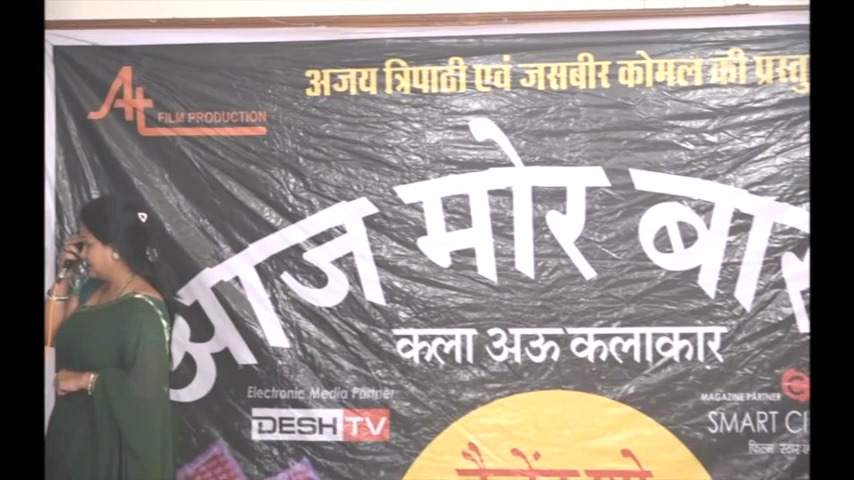 अजय त्रिपाठी एवं जसबीर कोमल की प्रस्तु
At FILM PRODUCTION
आज मोर बा
कला अऊ कलाकार
Electronic Media Partner
DESH TV
MAGAZINE PARTNER
SMART CI
फिल्म स्टार